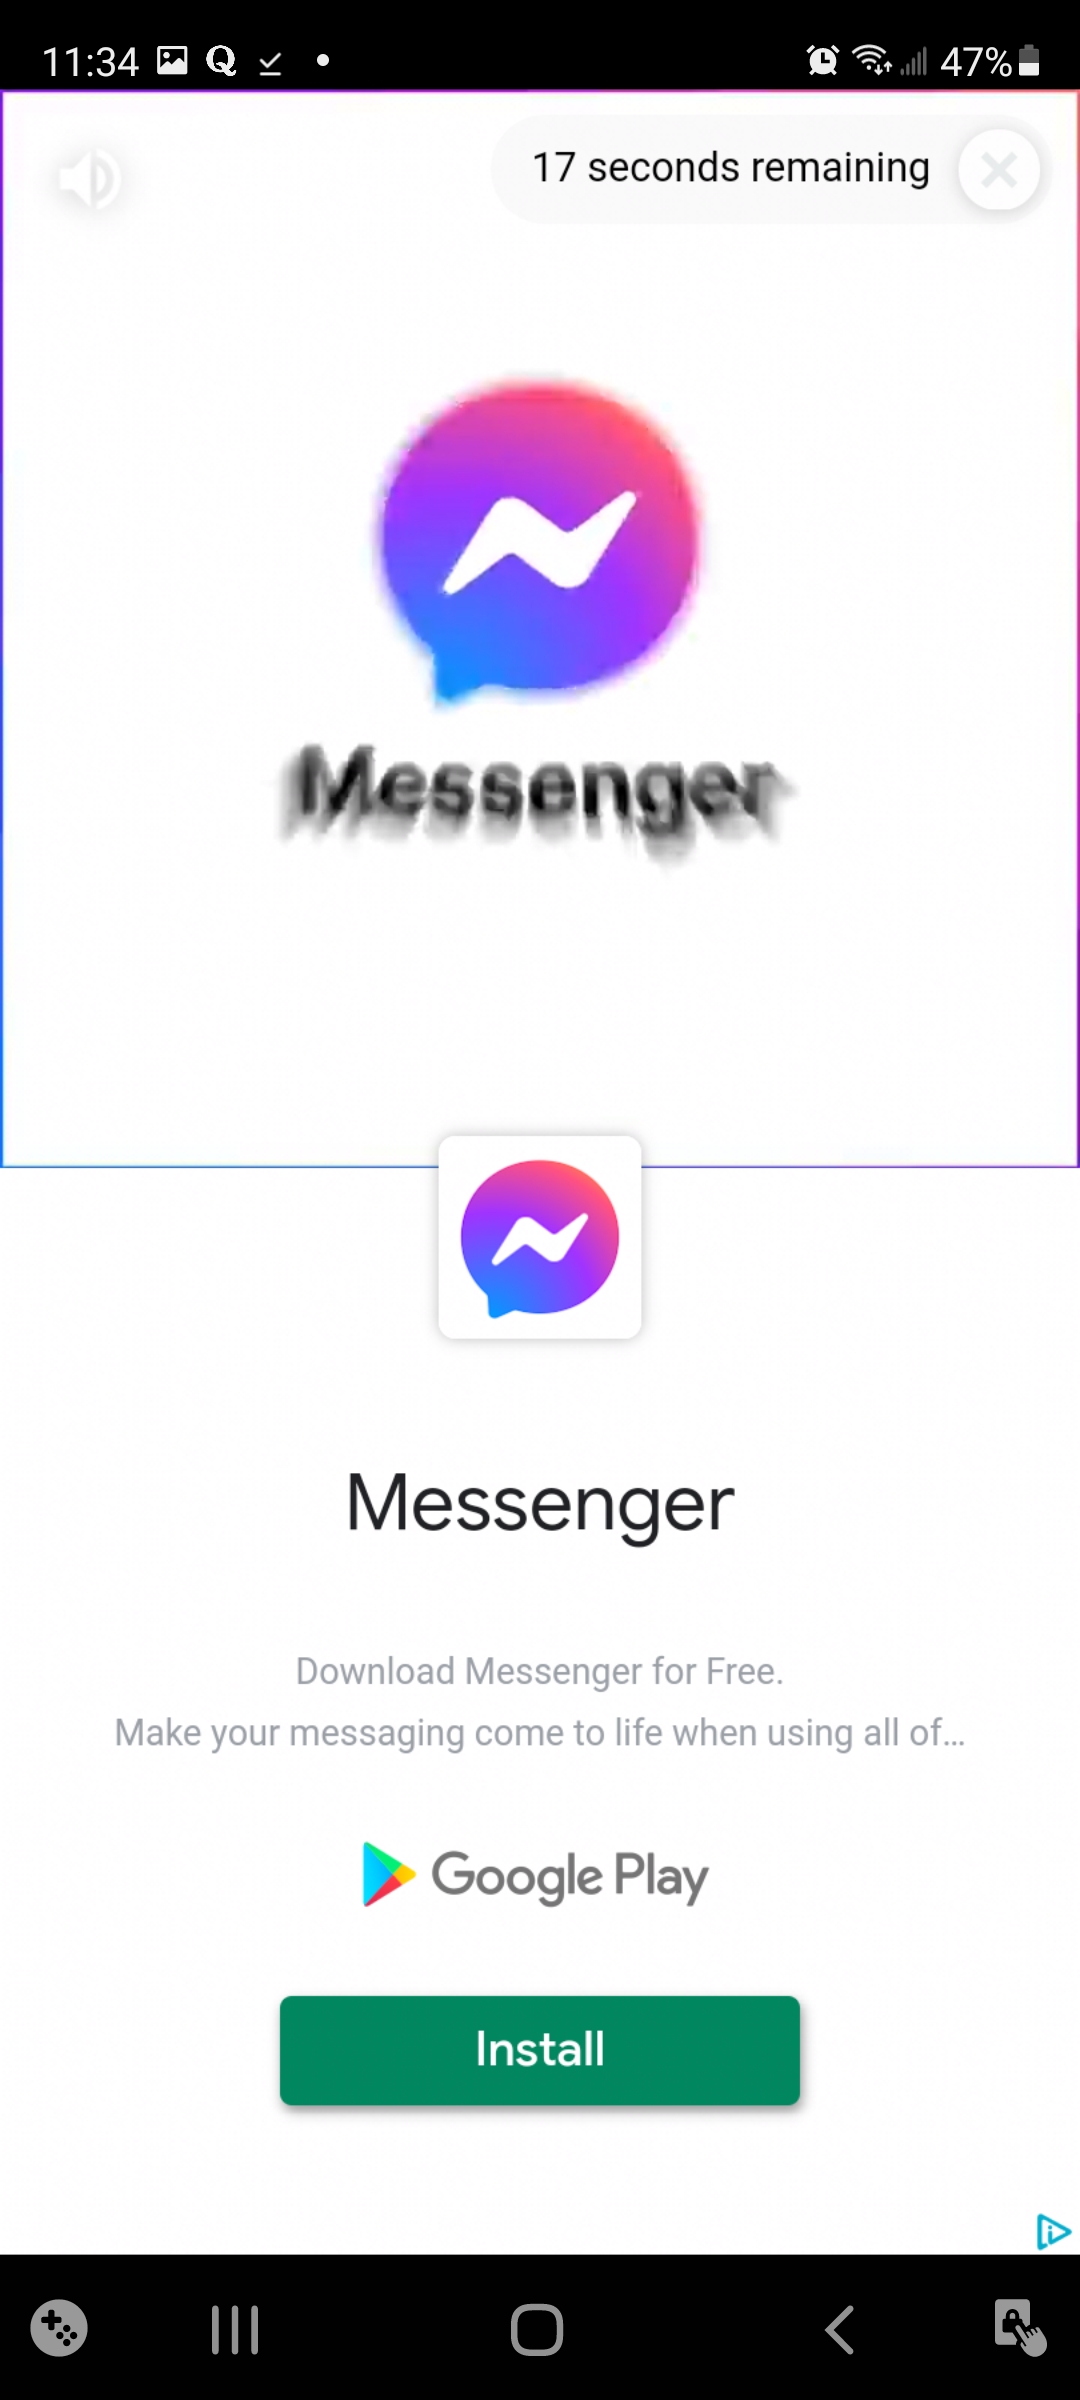 11:34 47%
17 seconds remaining
Messenger
Messenger
Download Messenger for Free.
Make your messaging come to life when using all of...
Google Play
Install